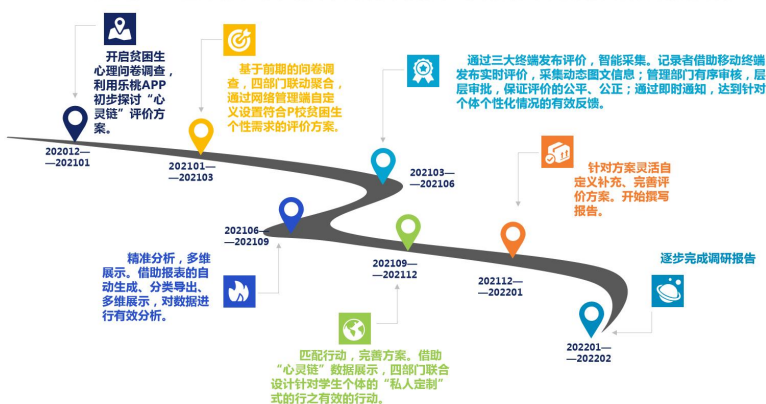 开启贫困生
心理问卷调查，
利用乐桃APP
初步探讨“心
灵链”评价方
案。
202012—
—202101
基于前期的问卷调
查，四部门联动聚合，
通过网络管理端自定
义设置符合P校贫困生
个性需求的评价方案。
202101—
—202103
通过三大终端发布评价，智能采集。记录者借助移动终端
发布实时评价，采集动态图文信息；管理部门有序审核，层
层审批，保证评价的公平、公正；通过即时通知，达到针对
个体个性化情况的有效反馈。
202103—
—202106
精准分析，多维
展示。借助报表的自
动生成、分类导出、
多维展示，对数据进
行有效分析。
202106—
—202109
匹配行动，完善方案。借助
“心灵链”数据展示，四部门联合
设计针对学生个体的“私人定制”
式的行之有效的行动。
202109—
—202112
针对方案灵活自
定义补充、完善评
价方案。开始撰写
报告。
202112—
—202201
逐步完成调研报告
202201—
—202202